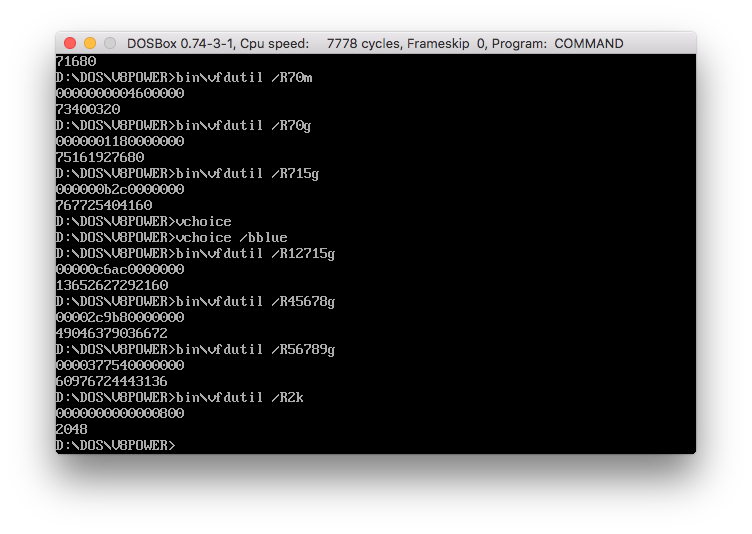 DOSBox 0.74-3-1, Cpu speed: 7778 cycles, Frameskip 0, Program: COMMAND
71680
D:\DOS\V8POWER>bin\vfdutil /R70m
0000000004600000
73400320
D:\DOS\V8POWER>bin\vfdutil /R70g
0000001180000000
75161927680
D:\DOS\V8POWER>bin\vfdutil /R715g
000000b2c0000000
767725404160
D:\DOS\V8POWER>vchoice
D:\DOS\V8POWER>vchoice /bblue
D:\DOS\V8POWER>bin\vfdutil /R12715g
00000c6ac0000000
13652627292160
D:\DOS\V8POWER>bin\vfdutil /R45678g
00002c9b80000000
49046379036672
D:\DOS\V8POWER>bin\vfdutil /R56789g
0000377540000000
60976724443136
D:\DOS\V8POWER>bin\vfdutil /R2k
0000000000000800
2048
D:\DOS\V8POWER>